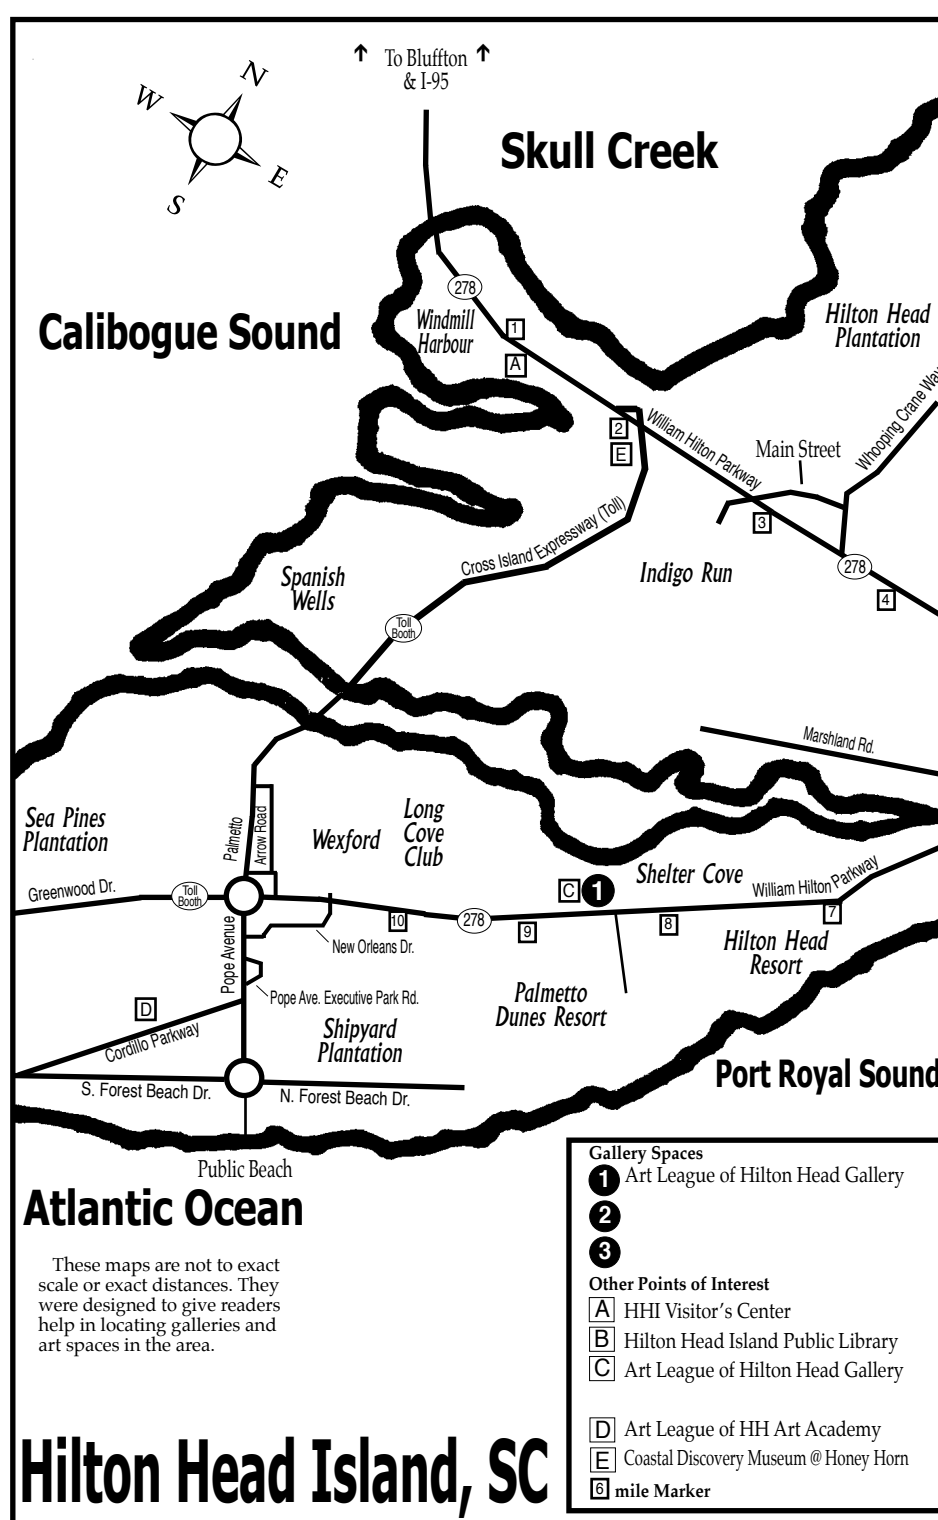 To Bluffton
& I-95
N
W
E
S
Skull Creek
278
Calibogue Sound
Windmill
Harbour
1
A
Hilton Head
Plantation
Whooping Crane Way
2
E
William Hilton Parkway
Main Street
3
Cross Island Expressway (Toll)
278
Indigo Run
4
Spanish
Wells
Toll
Booth
Marshland Rd.
Sea Pines
Plantation
Palmetto
Arrow Road
Wexford
Long
Cove
Club
Shelter Cove
William Hilton Parkway
Greenwood Dr.
Toll
Booth
C
1
10
278
9
8
7
Pope Avenue
New Orleans Dr.
Hilton Head
Resort
Pope Ave. Executive Park Rd.
D
Cordillo Parkway
Palmetto
Dunes Resort
Shipyard
Plantation
Port Royal Sound
S. Forest Beach Dr.
N. Forest Beach Dr.
Public Beach
Atlantic Ocean
These maps are not to exact
scale or exact distances. They
were designed to give readers
help in locating galleries and
art spaces in the area.
Gallery Spaces
1 Art League of Hilton Head Gallery
2
3
Other Points of Interest
A HHI Visitor's Center
B Hilton Head Island Public Library
C Art League of Hilton Head Gallery
D Art League of HH Art Academy
E Coastal Discovery Museum @ Honey Horn
6 mile Marker
Hilton Head Island, SC